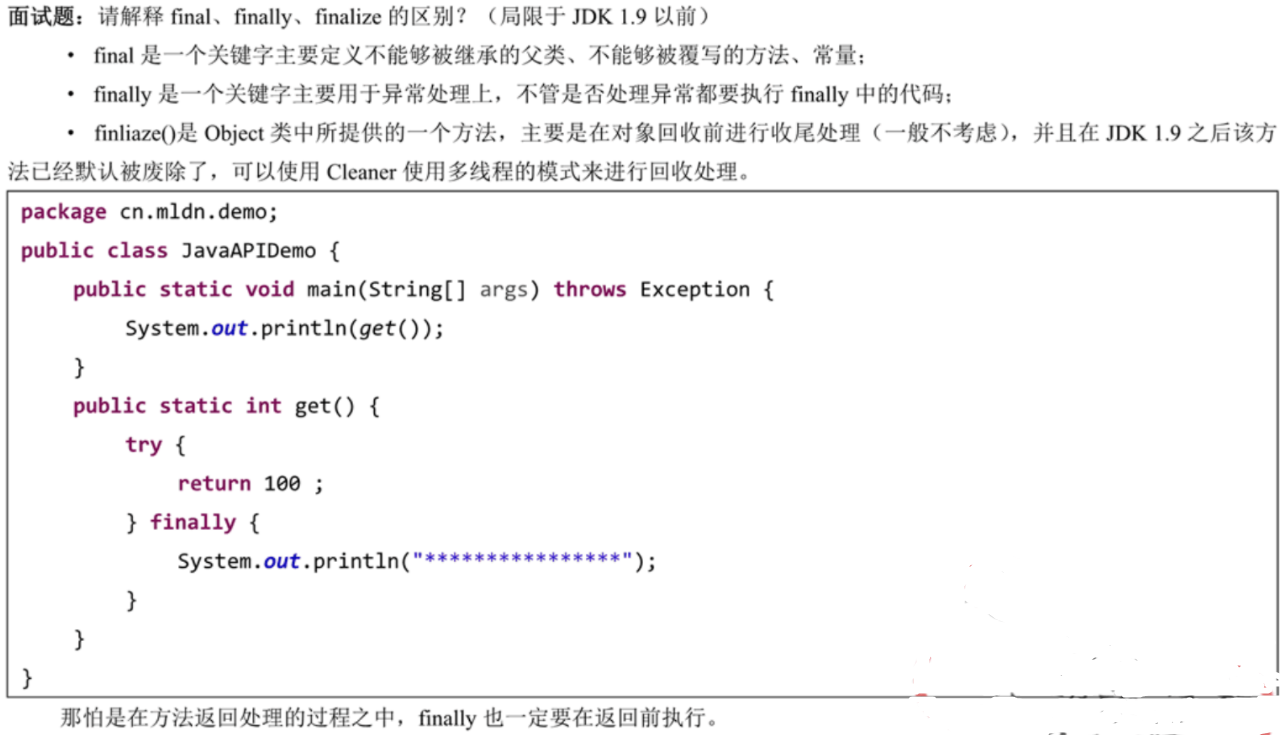 面试题：请解释 final、finally、finalize 的区别？（局限于 JDK 1.9 以前）
• final 是一个关键字主要定义不能够被继承的父类、不能够被覆写的方法、常量；
• finally 是一个关键字主要用于异常处理上，不管是否处理异常都要执行 finally 中的代码；
• finliaze()是 Object 类中所提供的一个方法，主要是在对象回收前进行收尾处理（一般不考虑），并且在 JDK 1.9 之后该方
法已经默认被废除了，可以使用 Cleaner 使用多线程的模式来进行回收处理。
package cn.mldn.demo;
public class JavaAPIDemo {
public static void main(String[] args) throws Exception {
System.out.println(get());
}
public static int get() {
try {
return 100 ;
} finally {
System.out.println("****************");
}
}
}
那怕是在方法返回处理的过程之中，finally 也一定要在返回前执行。